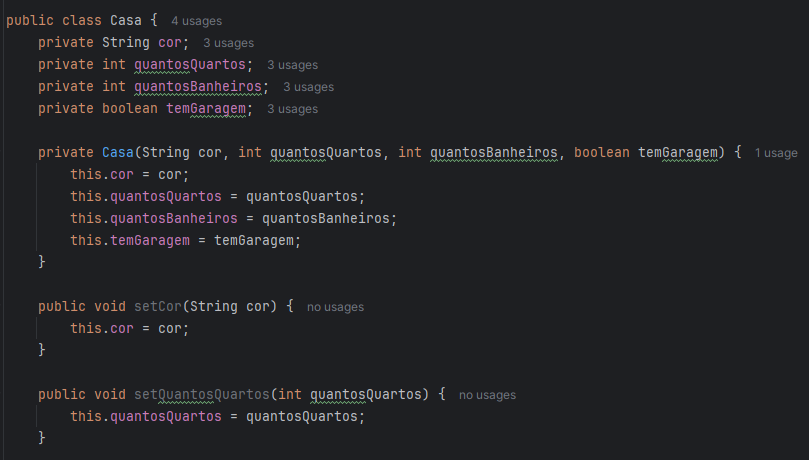 public class Casa { 4 usages
private String cor; 3 usages
private int quantosQuartos; 3 usages
private int quantosBanheiros; 3 usages
private boolean temGaragem; 3 usages
private Casa(String cor, int quantosQuartos, int quantosBanheiros, boolean temGaragem) { 1 usage
this.cor = cor;
this.quantosQuartos = quantosQuartos;
this.quantosBanheiros = quantosBanheiros;
this.temGaragem = temGaragem;
}
public void setCor(String cor) { no usages
this.cor = cor;
}
public void setQuantosQuartos(int quantosQuartos) { no usages
this.quantosQuartos = quantosQuartos;
}